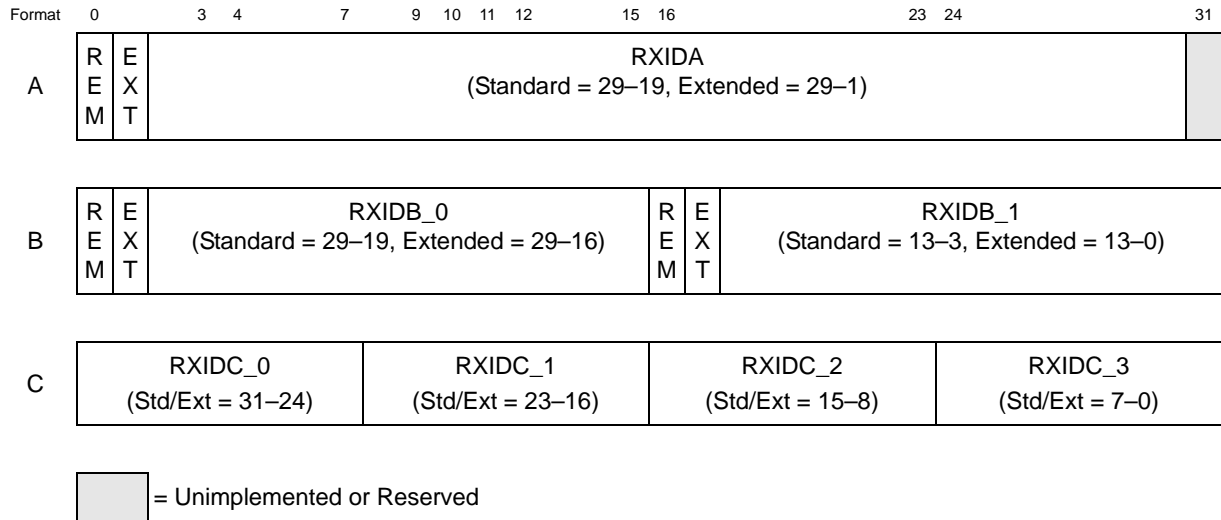 Format 0 3 4 7 9 10 11 12 15 16 23 24 31
A
R E M
E X T
RXIDA
(Standard = 29–19, Extended = 29–1)
B
R E M
E X T
RXIDB_0
(Standard = 29–19, Extended = 29–16)
R E M
E X T
RXIDB_1
(Standard = 13–3, Extended = 13–0)
C
RXIDC_0
(Std/Ext = 31–24)
RXIDC_1
(Std/Ext = 23–16)
RXIDC_2
(Std/Ext = 15–8)
RXIDC_3
(Std/Ext = 7–0)
= Unimplemented or Reserved